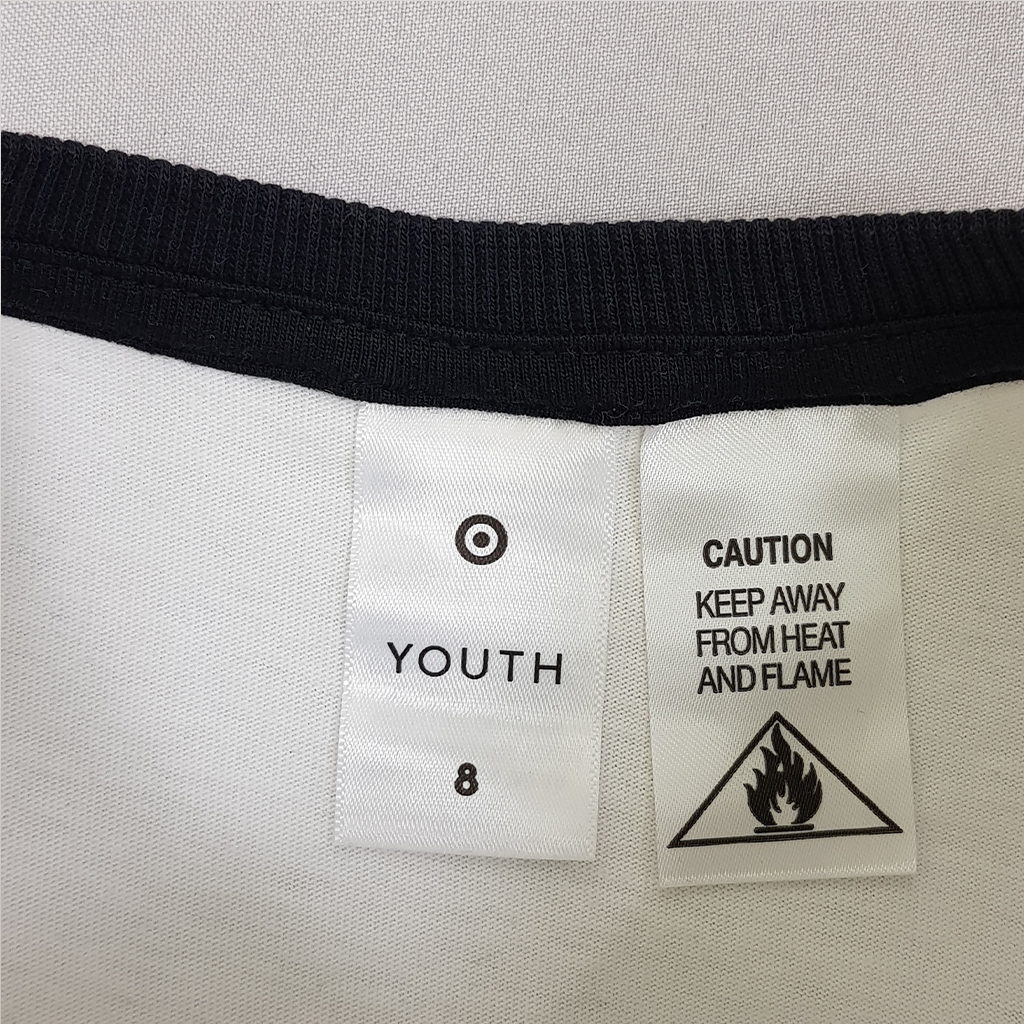 YOUTH
8
CAUTION
KEEP AWAY
FROM HEAT
AND FLAME